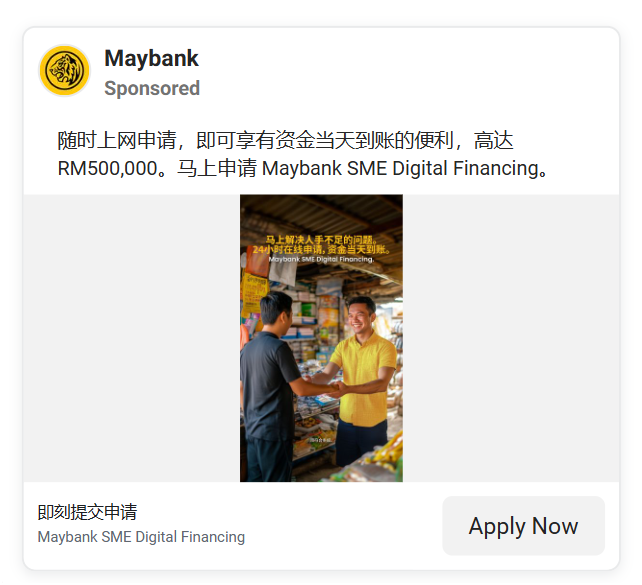 Maybank
Sponsored
随时上网申请，即可享有资金当天到账的便利，高达
RM500,000。马上申请 Maybank SME Digital Financing。
马上解决人手不足的问题。
24小时在线申请, 资金当天到账。
Maybank SME Digital Financing.
即刻提交申请
Maybank SME Digital Financing
Apply Now